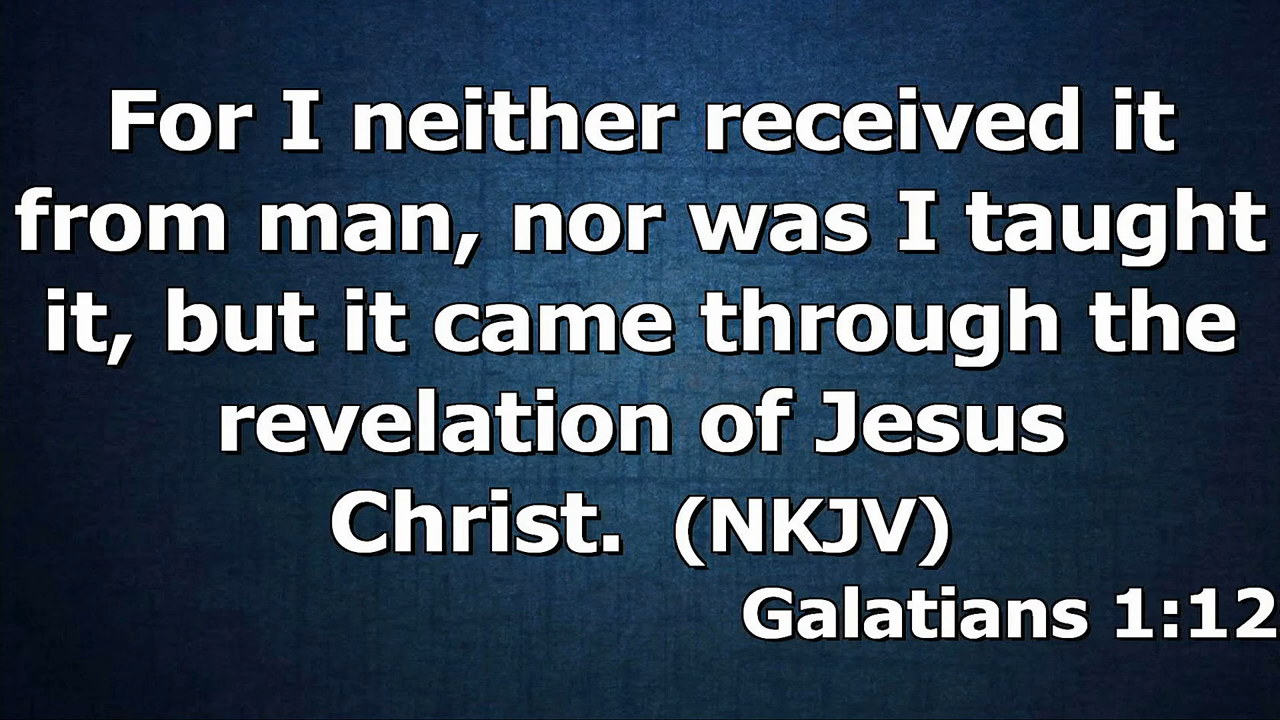 For I neither received it
from man, nor was I taught
it, but it came through the
revelation of Jesus
Christ.  (NKJV)
Galatians 1:12